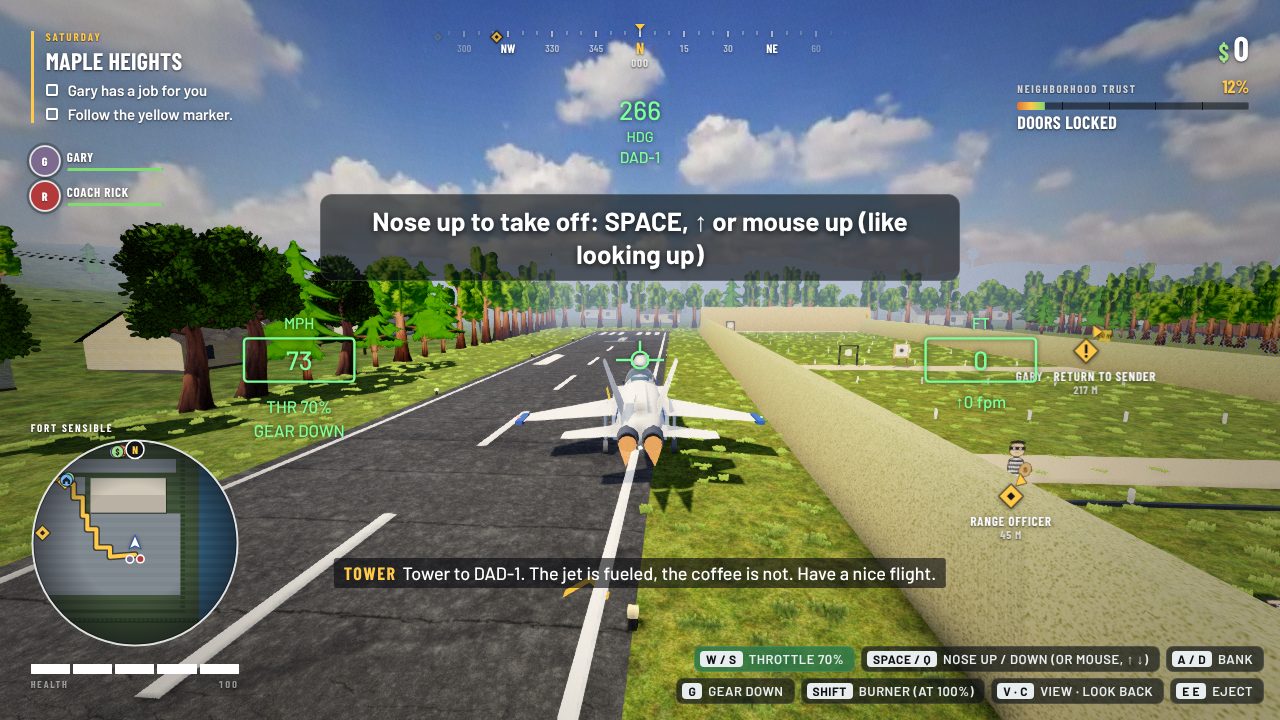 SATURDAY
MAPLE HEIGHTS
Gary has a job for you
Follow the yellow marker.
G GARY
R COACH RICK
300 NW 330 345 N 15 30 NE 60
000
266
HDG
DAD-1
$0
NEIGHBORHOOD TRUST 12%
DOORS LOCKED
Nose up to take off: SPACE, ↑ or mouse up (like
looking up)
MPH
73
THR 70%
GEAR DOWN
FT
0
↑0 fpm
GARY · RETURN TO SENDER
217 M
RANGE OFFICER
45 M
FORT SENSIBLE
$ N
HEALTH 100
TOWER Tower to DAD-1. The jet is fueled, the coffee is not. Have a nice flight.
W / S THROTTLE 70% SPACE / Q NOSE UP / DOWN (OR MOUSE, ↑ ↓) A / D BANK
G GEAR DOWN SHIFT BURNER (AT 100%) V · C VIEW · LOOK BACK E E EJECT